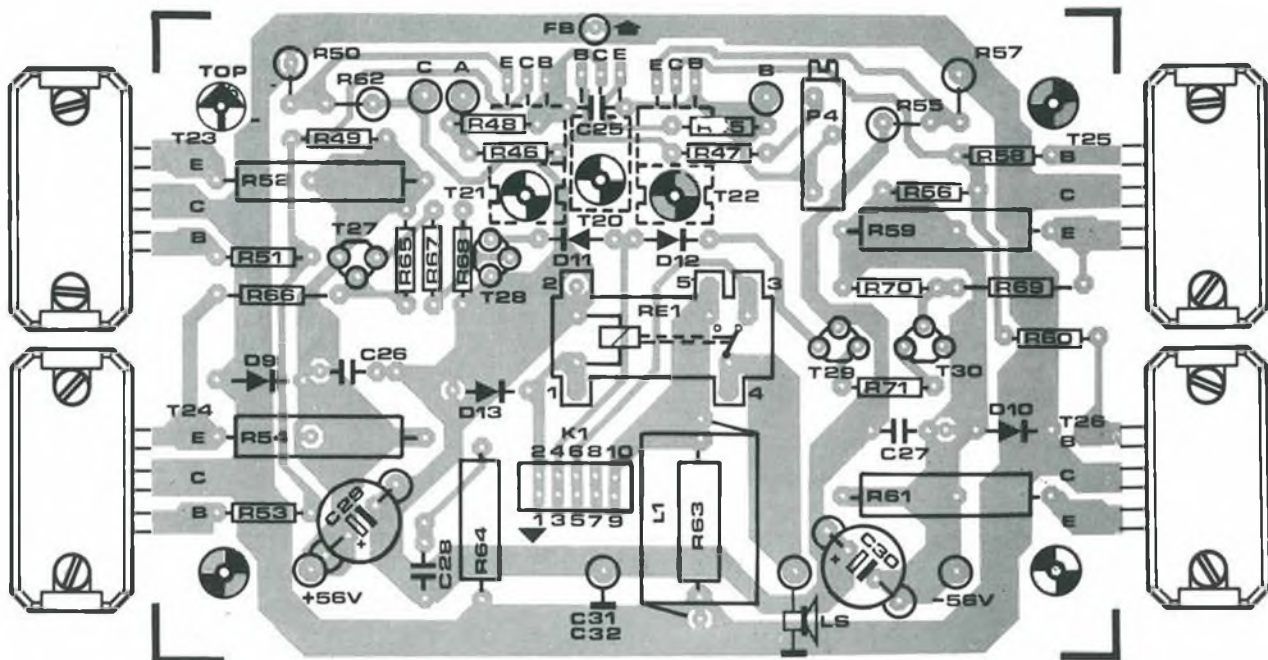 FB
R50
R57
TOP
R62
C
A
E C B
B C E
E C B
B
P4
R55
R48
C25
R49
R46
R47
T23
T25
E
R52
R58
B
T21
T22
R56
C
C
T20
R59
B
T27
R65
R67
R68
E
R51
D11
D12
T28
R66
2
5
3
RE1
R70
R69
R60
D9
C26
T29
T30
1
4
D13
R71
T24
D10
T26
R54
K1
C27
B
E
2 4 6 8 10
C
C
C29
L1
R63
R61
B
R53
1 3 5 7 9
E
R64
C30
+
+
C28
+56V
C31
C32
LS
-56V